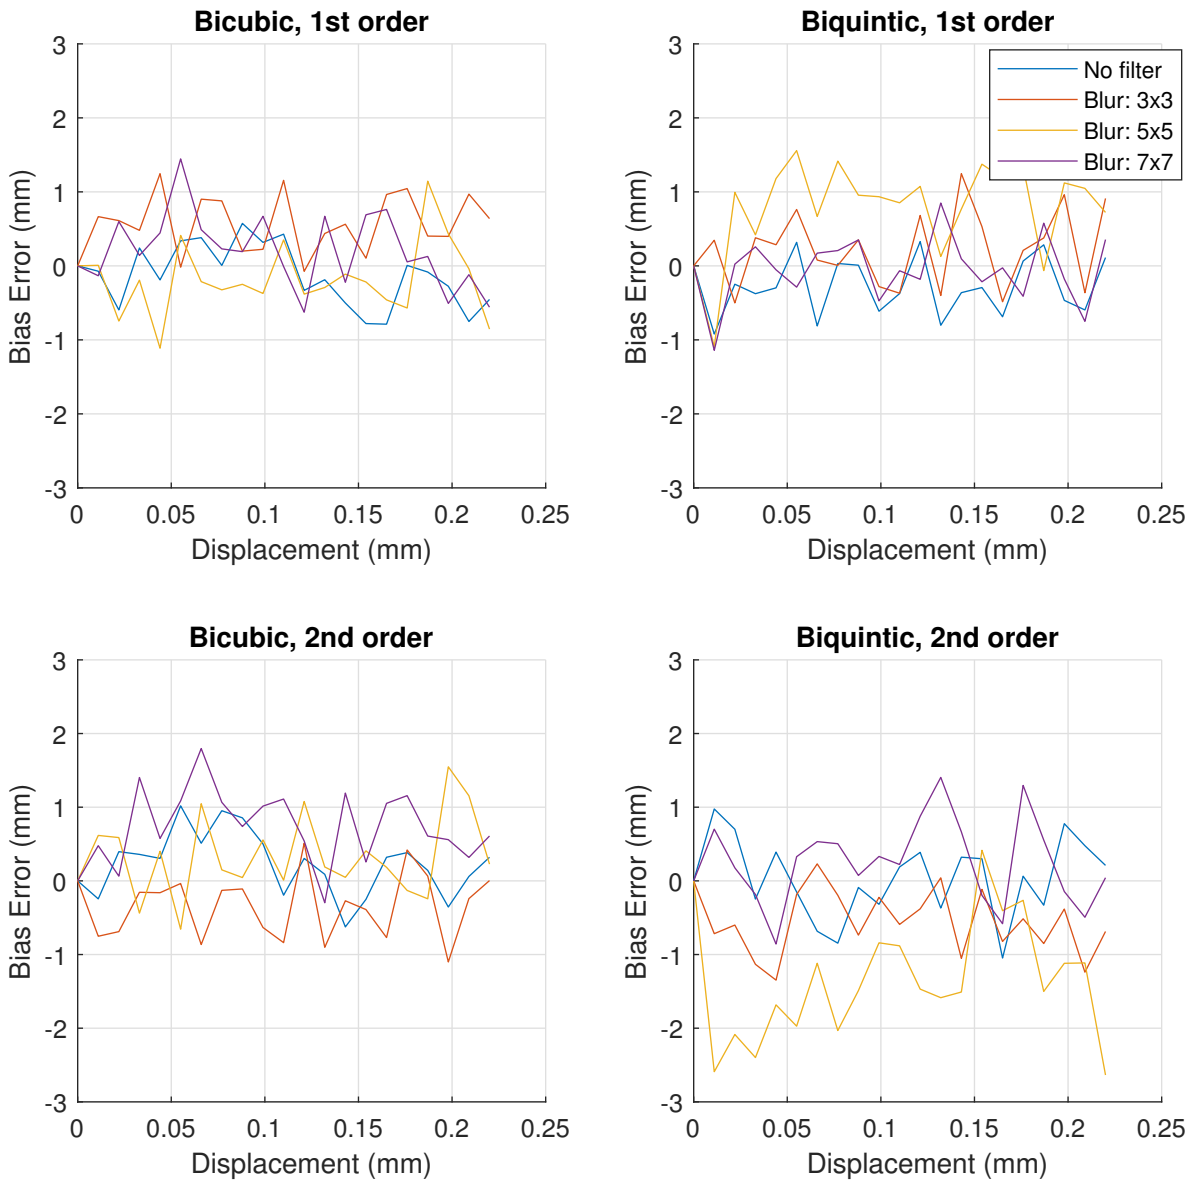 Bicubic, 1st order
3
2
1
0
-1
-2
-3
Bias Error (mm)
0 0.05 0.1 0.15 0.2 0.25
Displacement (mm)
Biquintic, 1st order
No filter
Blur: 3x3
Blur: 5x5
Blur: 7x7
3
2
1
0
-1
-2
-3
Bias Error (mm)
0 0.05 0.1 0.15 0.2 0.25
Displacement (mm)
Bicubic, 2nd order
3
2
1
0
-1
-2
-3
Bias Error (mm)
0 0.05 0.1 0.15 0.2 0.25
Displacement (mm)
Biquintic, 2nd order
3
2
1
0
-1
-2
-3
Bias Error (mm)
0 0.05 0.1 0.15 0.2 0.25
Displacement (mm)